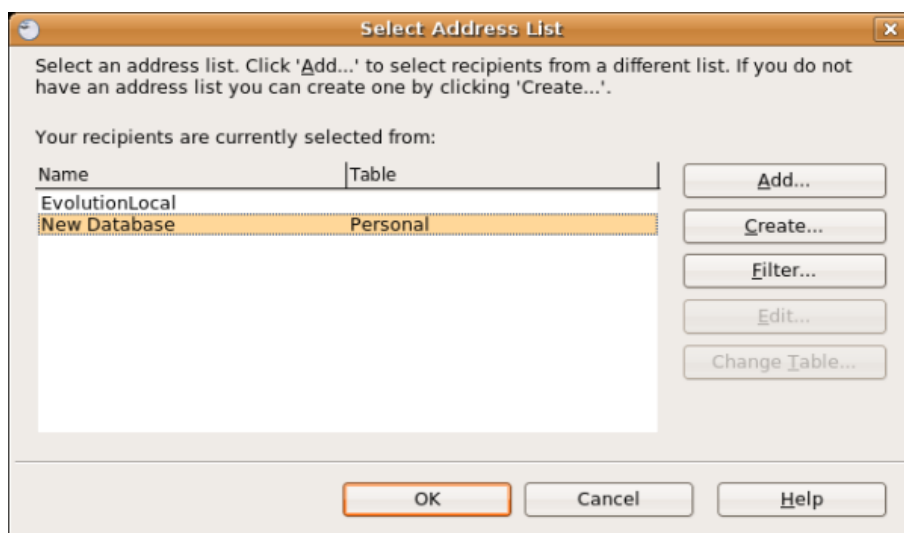 Select Address List
Select an address list. Click 'Add...' to select recipients from a different list. If you do not
have an address list you can create one by clicking 'Create...'.
Your recipients are currently selected from:
Name Table
EvolutionLocal
New Database Personal
Add...
Create...
Filter...
Edit...
Change Table...
OK Cancel Help